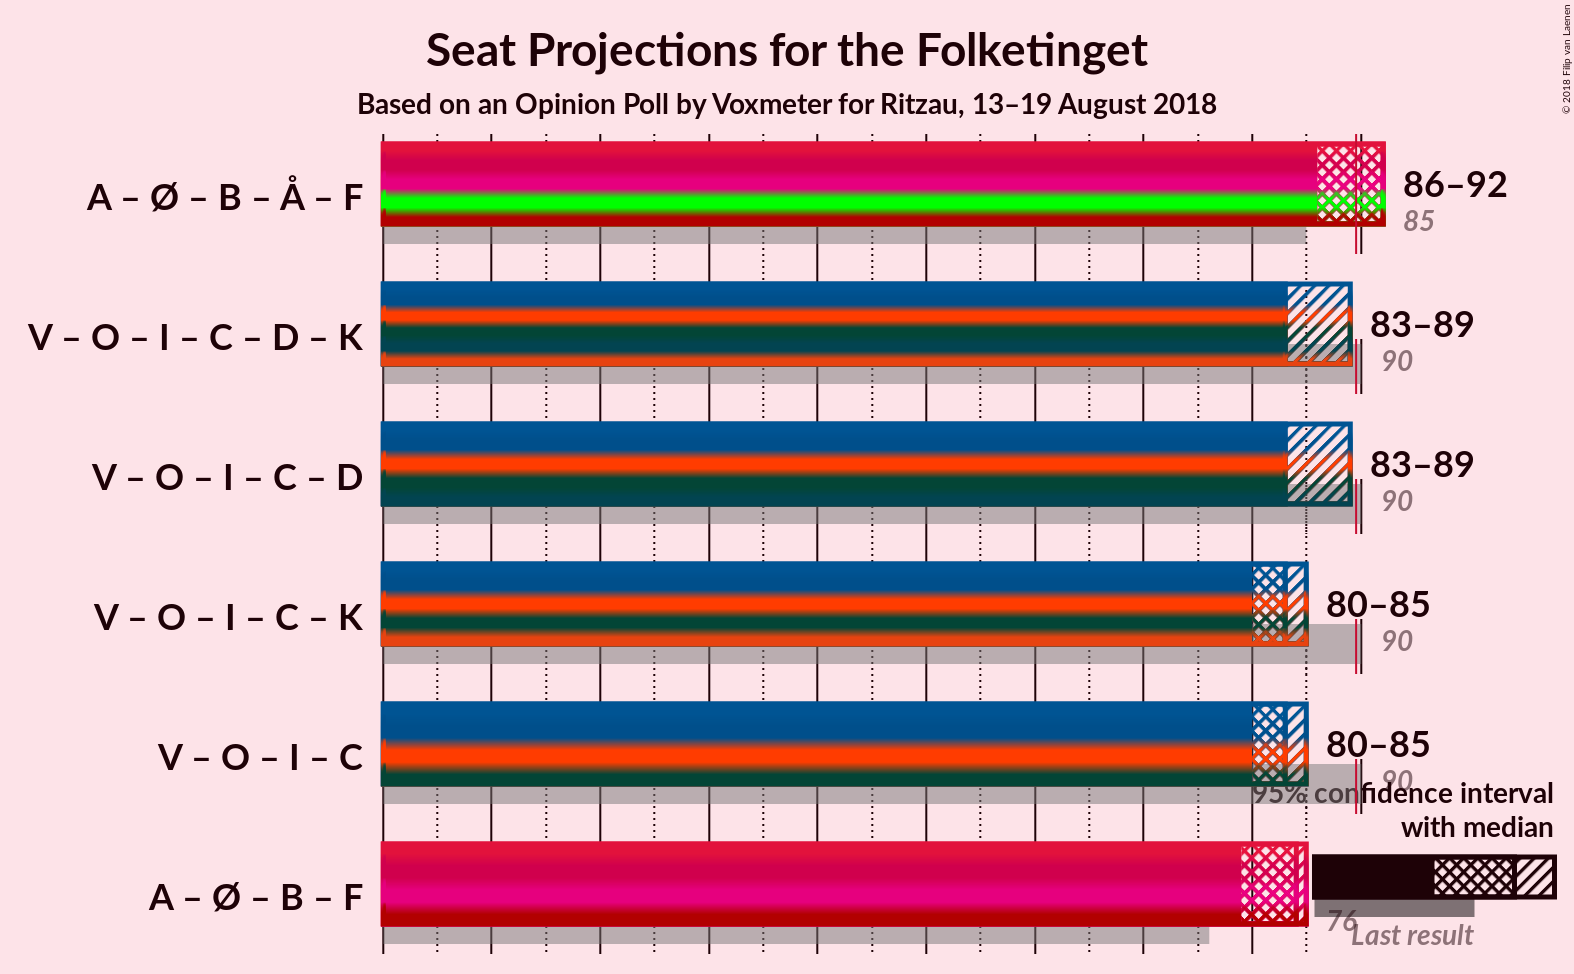 Seat Projections for the Folketinget
Based on an Opinion Poll by Voxmeter for Ritzau, 13–19 August 2018
© 2018 Filip van Laenen
A – Ø – B – Å – F
86–92
85
V – O – I – C – D – K
83–89
90
V – O – I – C – D
83–89
90
V – O – I – C – K
80–85
90
V – O – I – C
80–85
90
95% confidence interval
with median
A – Ø – B – F
76
Last result